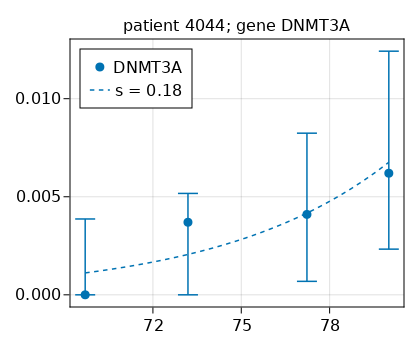 patient 4044; gene DNMT3A
DNMT3A
s = 0.18
0.010
0.005
0.000
72
75
78